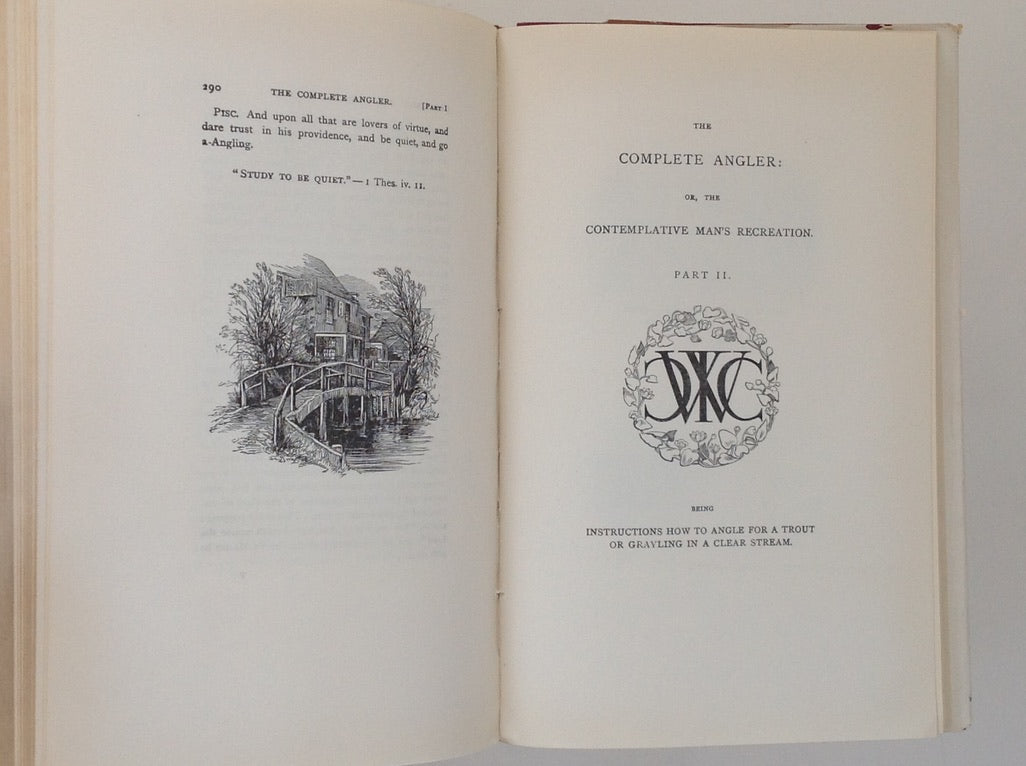 290 THE COMPLETE ANGLER. [PART I
PISC. And upon all that are lovers of virtue, and
dare trust in his providence, and be quiet, and go
a-Angling.
"STUDY TO BE QUIET."—1 Thes. iv. 11.
THE
COMPLETE ANGLER:
OR, THE
CONTEMPLATIVE MAN'S RECREATION.
PART II.
BEING
INSTRUCTIONS HOW TO ANGLE FOR A TROUT
OR GRAYLING IN A CLEAR STREAM.